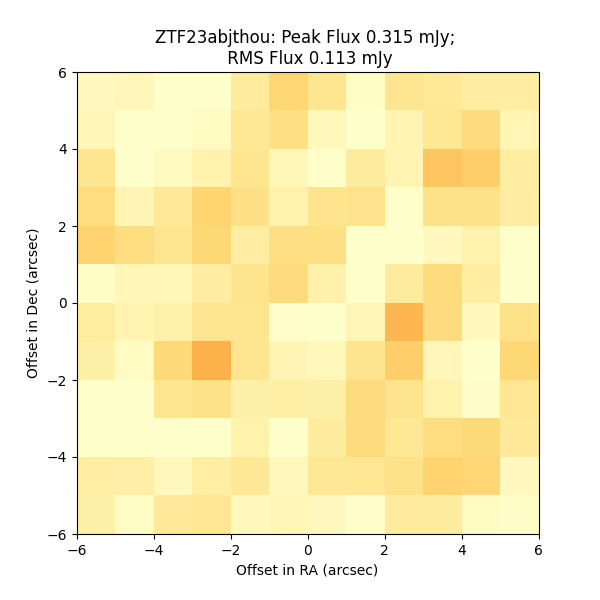 ZTF23abjthou: Peak Flux 0.315 mJy;
RMS Flux 0.113 mJy
6
4
2
0
−2
−4
−6
Offset in Dec (arcsec)
−6 −4 −2 0 2 4 6
Offset in RA (arcsec)